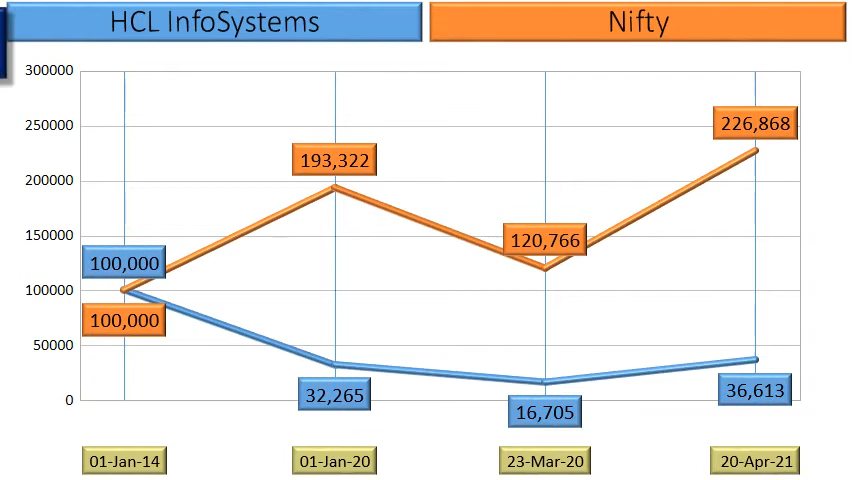 HCL InfoSystems
Nifty
300000
250000
200000
150000
100000
50000
0
226,868
193,322
120,766
100,000
100,000
32,265
16,705
36,613
01-Jan-14
01-Jan-20
23-Mar-20
20-Apr-21